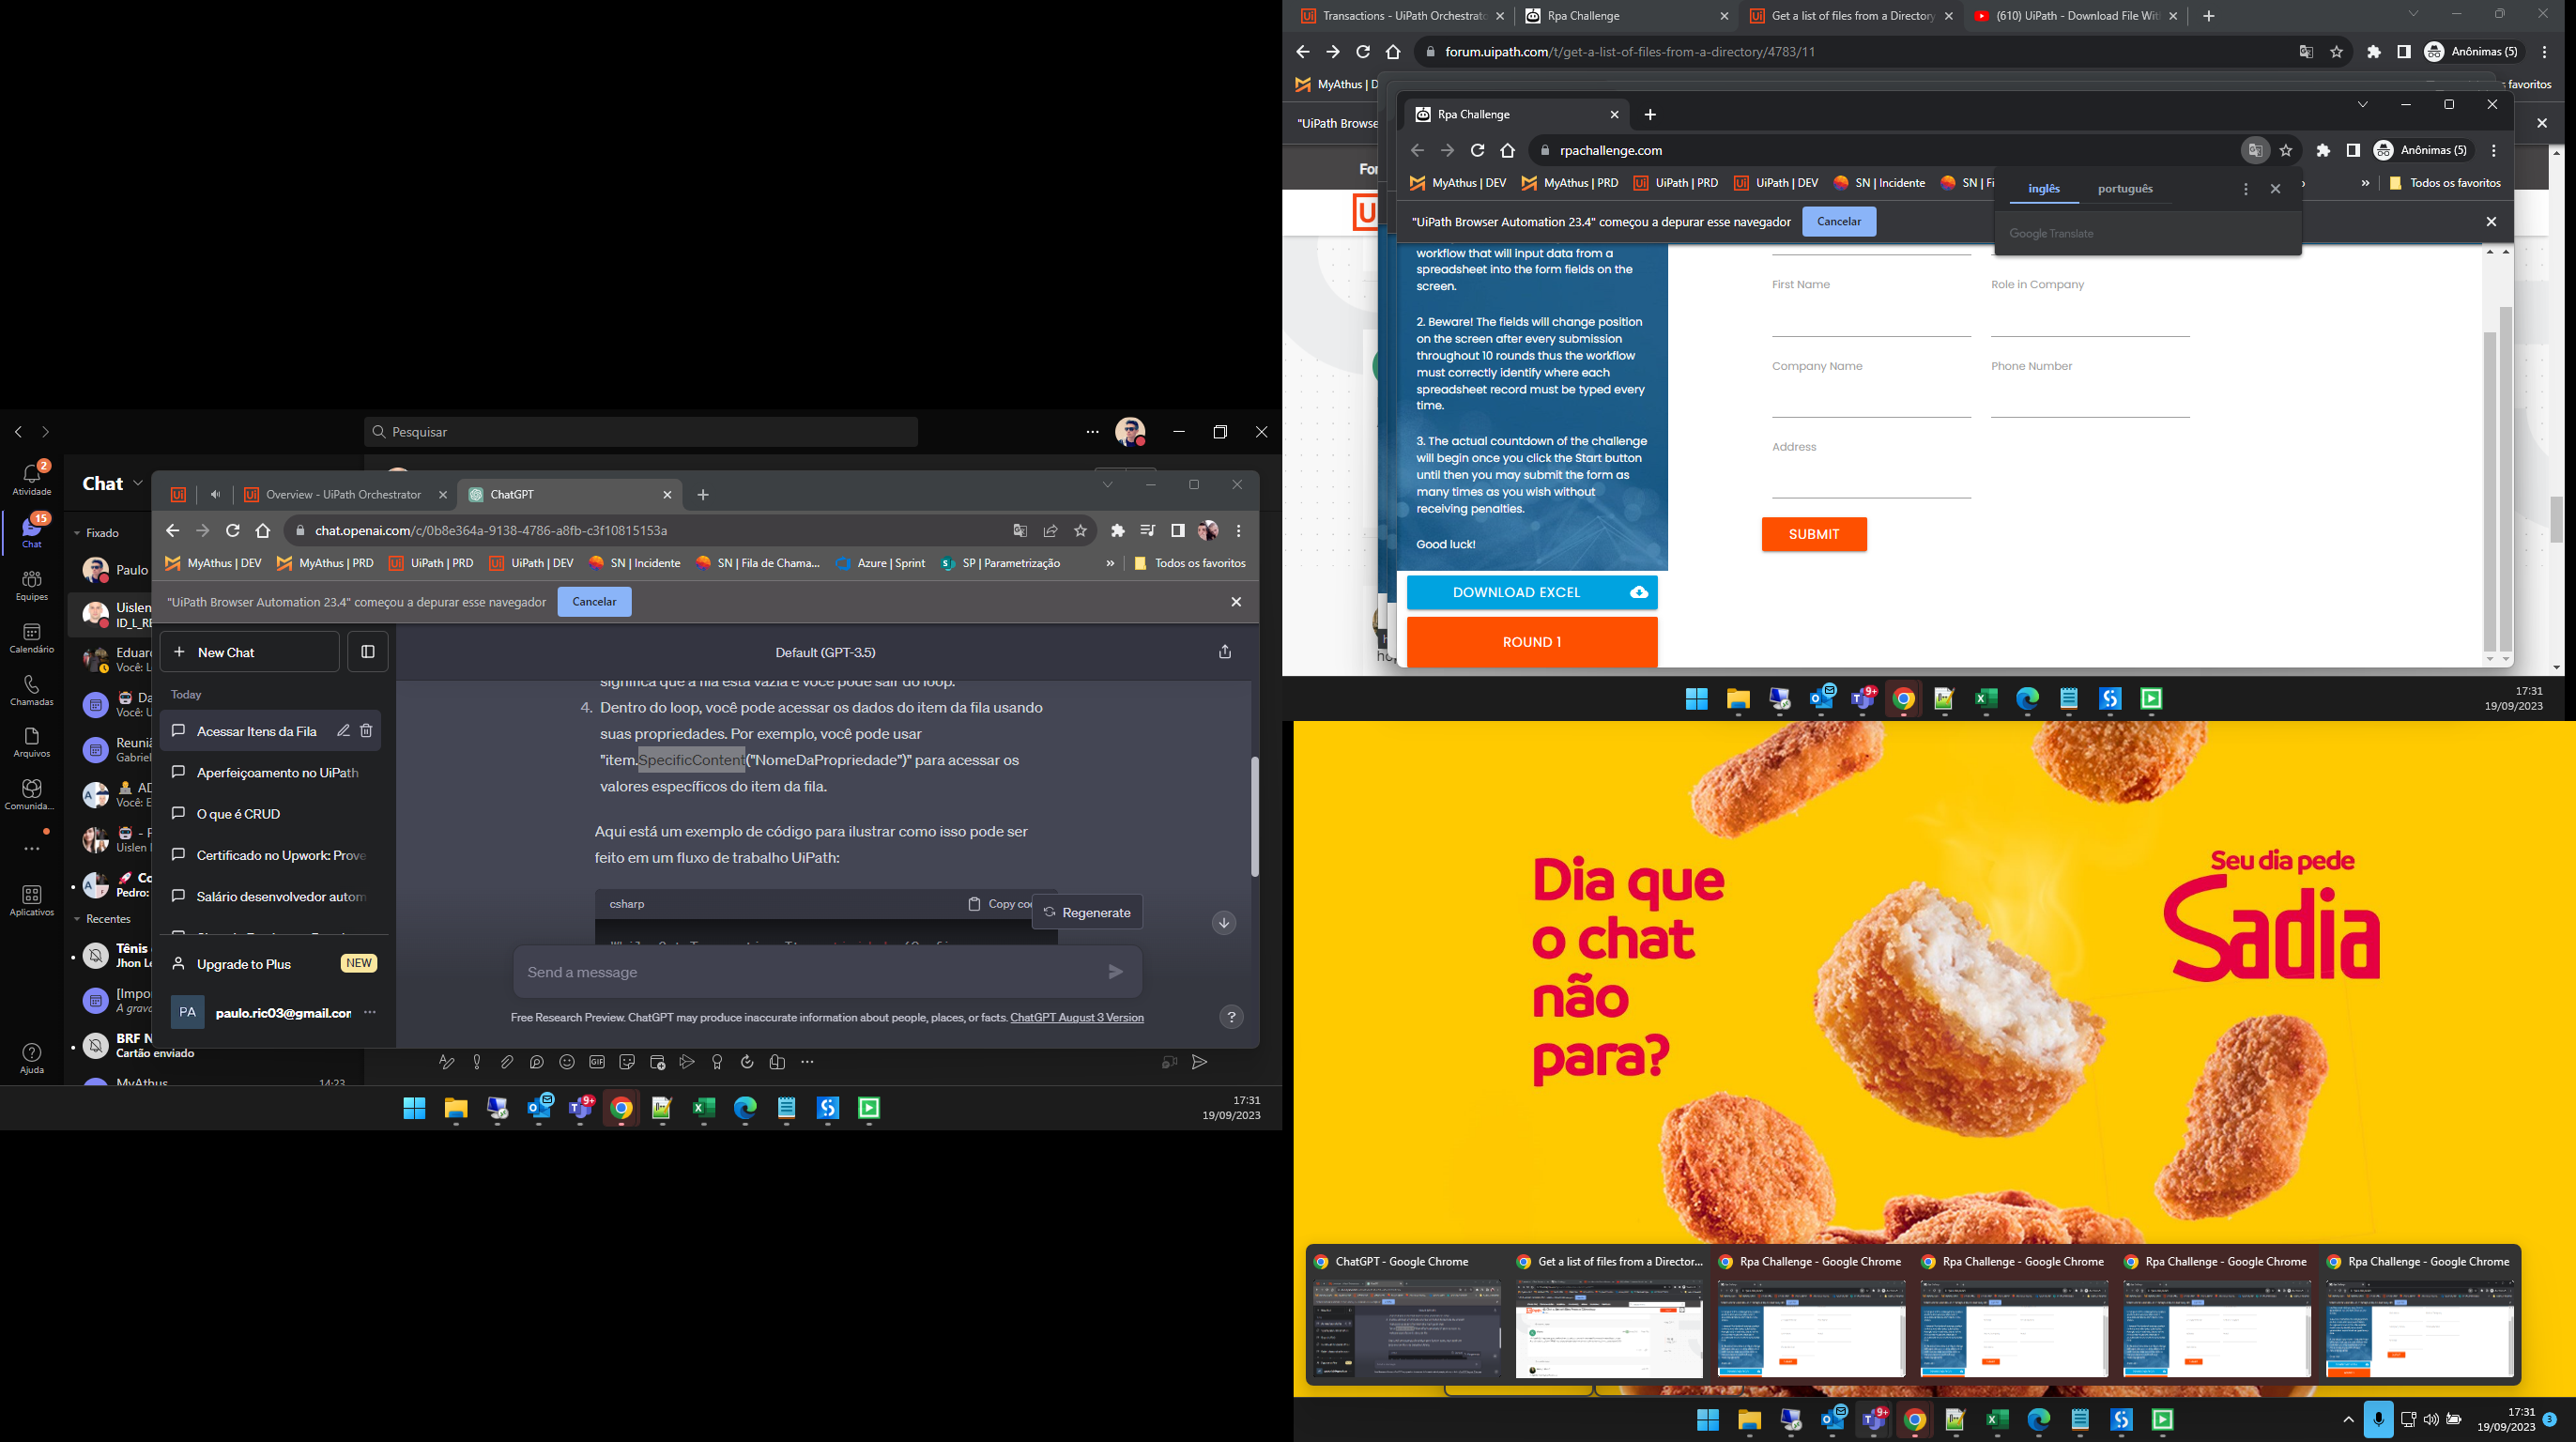 Pesquisar
2
Atividade
15
Chat
Equipes
Calendário
Chamadas
Arquivos
Comunida...
Aplicativos
Ajuda
Chat
Fixado
Paulo
Uislen
ID_L_RE
Eduar
Você: L
Da
Você: U
Reuniã
Gabriel
AD
Você: E
- F
Uislen
Co
Pedro:
Recentes
Tênis
Jhon Le
[Impo
A grava
BRF N
Cartão enviado
MyAthus
14:23
Overview - UiPath Orchestrator
ChatGPT
chat.openai.com/c/0b8e364a-9138-4786-a8fb-c3f10815153a
MyAthus | DEV
MyAthus | PRD
UiPath | PRD
UiPath | DEV
SN | Incidente
SN | Fila de Chama...
Azure | Sprint
SP | Parametrização
Todos os favoritos
"UiPath Browser Automation 23.4" começou a depurar esse navegador
Cancelar
New Chat
Today
Acessar Itens da Fila
Aperfeiçoamento no UiPath
O que é CRUD
Certificado no Upwork: Prove
Salário desenvolvedor autom
Upgrade to Plus
NEW
PA
paulo.ric03@gmail.com
Default (GPT-3.5)
significa que a fila está vazia e você pode sair do loop.
4. Dentro do loop, você pode acessar os dados do item da fila usando
suas propriedades. Por exemplo, você pode usar
"item.SpecificContent("NomeDaPropriedade")" para acessar os
valores específicos do item da fila.
Aqui está um exemplo de código para ilustrar como isso pode ser
feito em um fluxo de trabalho UiPath:
csharp
Copy co
Regenerate
Send a message
Free Research Preview. ChatGPT may produce inaccurate information about people, places, or facts. ChatGPT August 3 Version
?
GIF
9+
17:31
19/09/2023
Transactions - UiPath Orchestrato
Rpa Challenge
Get a list of files from a Directory
(610) UiPath - Download File Wit
forum.uipath.com/t/get-a-list-of-files-from-a-directory/4783/11
Anônimas (5)
MyAthus | D
favoritos
"UiPath Browse
For
Rpa Challenge
rpachallenge.com
Anônimas (5)
MyAthus | DEV
MyAthus | PRD
UiPath | PRD
UiPath | DEV
SN | Incidente
SN | Fi
Todos os favoritos
inglês
português
Google Translate
"UiPath Browser Automation 23.4" começou a depurar esse navegador
Cancelar
workflow that will input data from a
spreadsheet into the form fields on the
screen.
2. Beware! The fields will change position
on the screen after every submission
throughout 10 rounds thus the workflow
must correctly identify where each
spreadsheet record must be typed every
time.
3. The actual countdown of the challenge
will begin once you click the Start button
until then you may submit the form as
many times as you wish without
receiving penalties.
Good luck!
DOWNLOAD EXCEL
ROUND 1
First Name
Role in Company
Company Name
Phone Number
Address
SUBMIT
9+
17:31
19/09/2023
Dia que
o chat
não
para?
Seu dia pede
Sadia
ChatGPT - Google Chrome
Get a list of files from a Director...
Rpa Challenge - Google Chrome
Rpa Challenge - Google Chrome
Rpa Challenge - Google Chrome
Rpa Challenge - Google Chrome
9+
17:31
19/09/2023
3